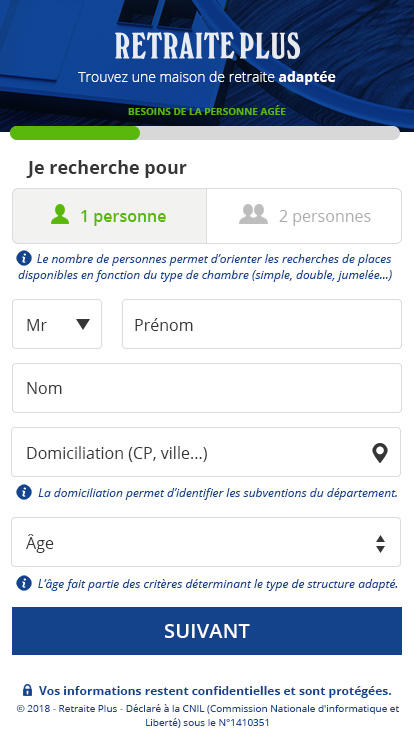 RETRAITE PLUS
Trouvez une maison de retraite adaptée
BESOINS DE LA PERSONNE AGÉE
Je recherche pour
1 personne
2 personnes
Le nombre de personnes permet d'orienter les recherches de places
disponibles en fonction du type de chambre (simple, double, jumelée...)
Mr
Prénom
Nom
Domiciliation (CP, ville...)
La domiciliation permet d'identifier les subventions du département.
Âge
L'âge fait partie des critères déterminant le type de structure adapté.
SUIVANT
Vos informations restent confidentielles et sont protégées.
© 2018 - Retraite Plus - Déclaré à la CNIL (Commission Nationale d'informatique et
Liberté) sous le N°1410351